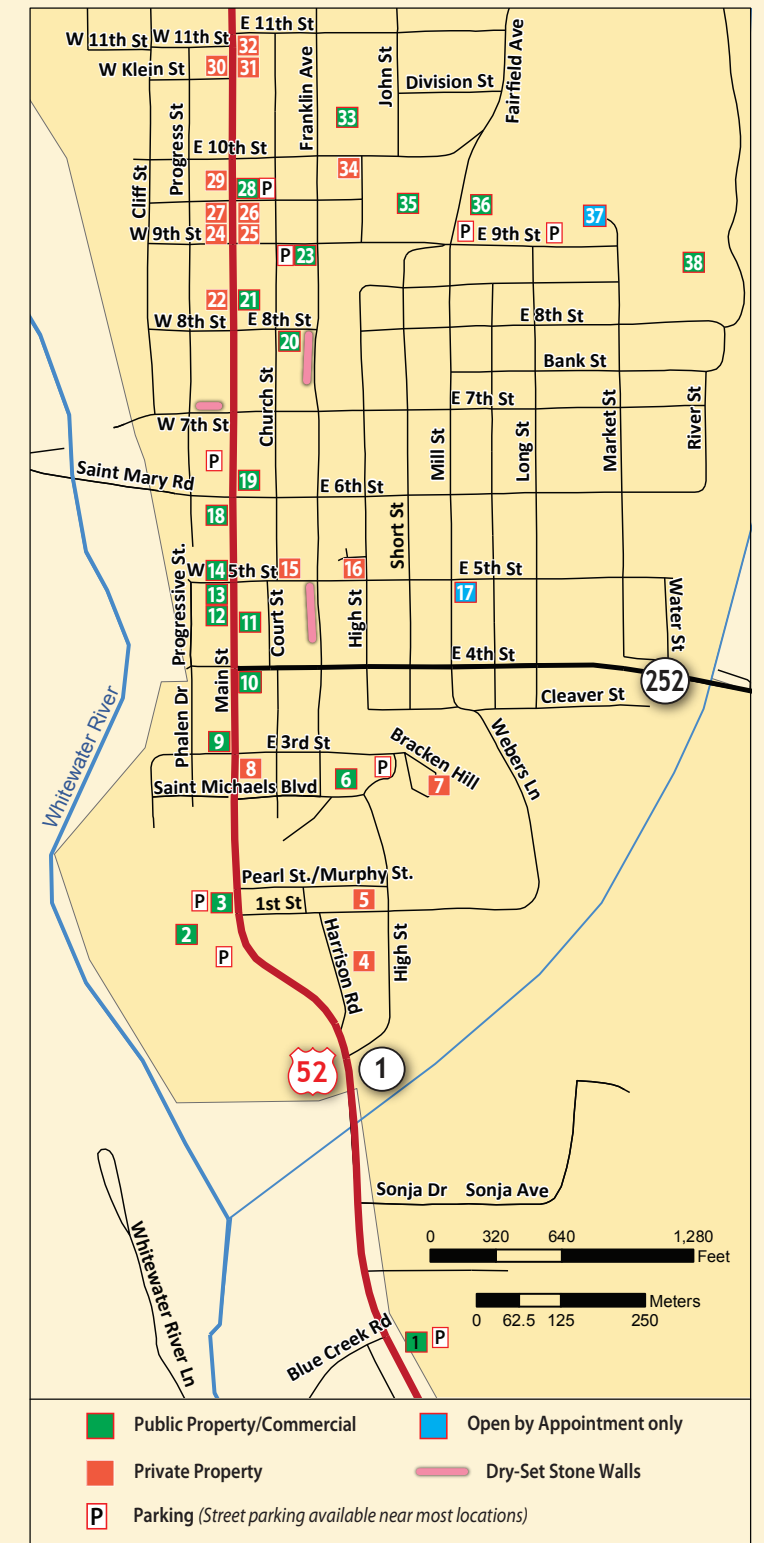 E 11th St
W 11th St
W 11th St
32
W Klein St
30
31
Franklin Ave
John St
Division St
Fairfield Ave
Progress St
33
E 10th St
34
Cliff St
29
28
P
35
36
37
27
26
W 9th St
24
25
P
E 9th St
P
P
23
38
22
21
W 8th St
E 8th St
E 8th St
20
Bank St
Church St
E 7th St
W 7th St
Mill St
Long St
Market St
River St
P
Saint Mary Rd
19
E 6th St
18
Short St
Progressive St.
14
W 5th St
15
16
E 5th St
13
17
12
11
Court St
High St
Water St
E 4th St
Main St
10
252
Cleaver St
Phalen Dr
Whitewater River
9
E 3rd St
Bracken Hill
Webers Ln
8
P
6
7
Saint Michaels Blvd
Pearl St./Murphy St.
P
3
1st St
5
2
Harrison Rd
High St
P
4
52
1
Sonja Dr
Sonja Ave
0 320 640 1,280
Feet
Meters
0 62.5 125 250
Whitewater River Ln
Blue Creek Rd
1
P
Public Property/Commercial
Open by Appointment only
Private Property
Dry-Set Stone Walls
P Parking (Street parking available near most locations)